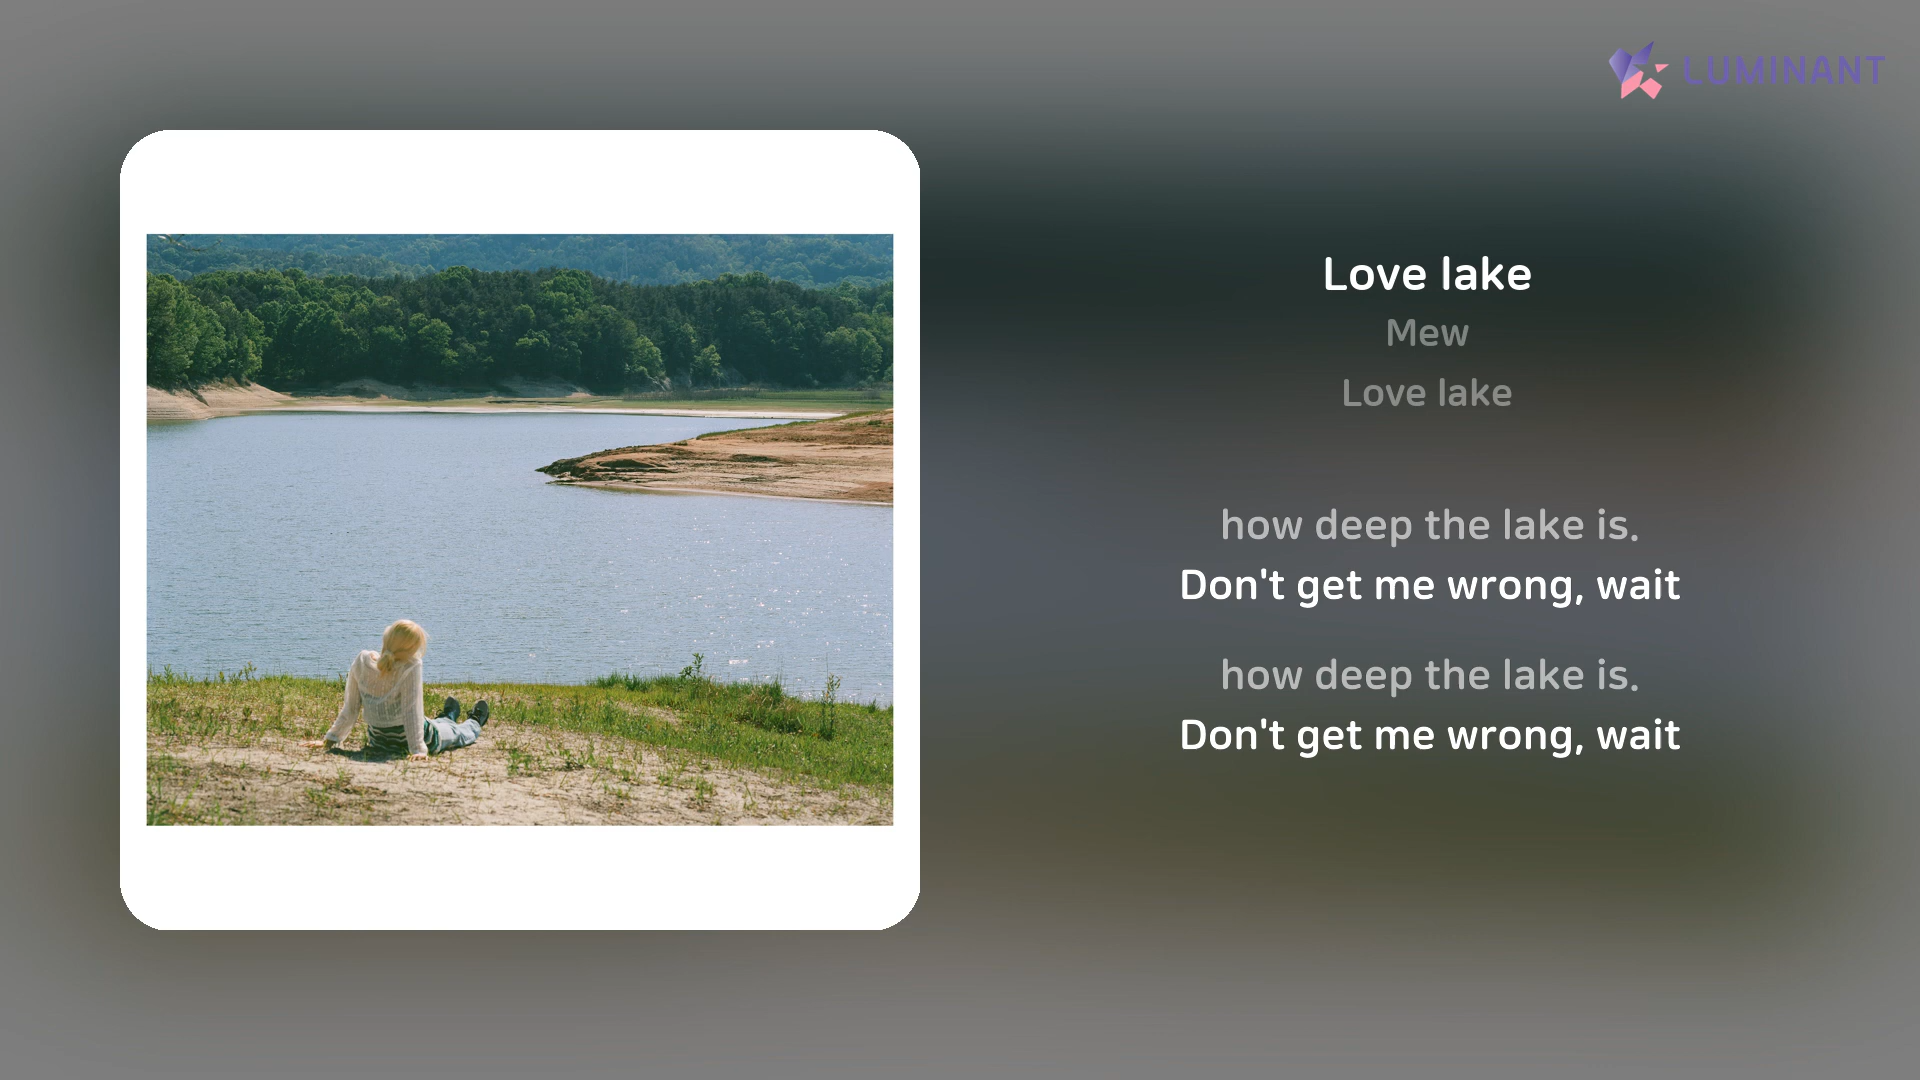 LUMINANT
Love lake
Mew
Love lake
how deep the lake is.
Don't get me wrong, wait
how deep the lake is.
Don't get me wrong, wait